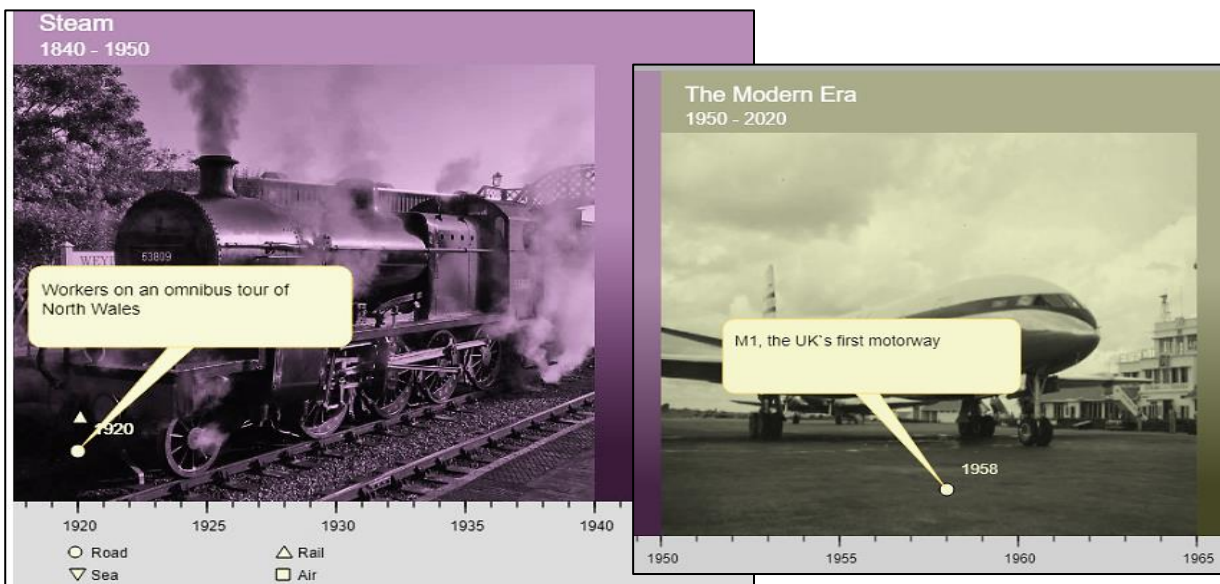 Steam
1840 - 1950
63809
WEY
Workers on an omnibus tour of
North Wales
1920
1920 1925 1930 1935 1940
Road Rail
Sea Air
The Modern Era
1950 - 2020
M1, the UK`s first motorway
1958
1950 1955 1960 1965